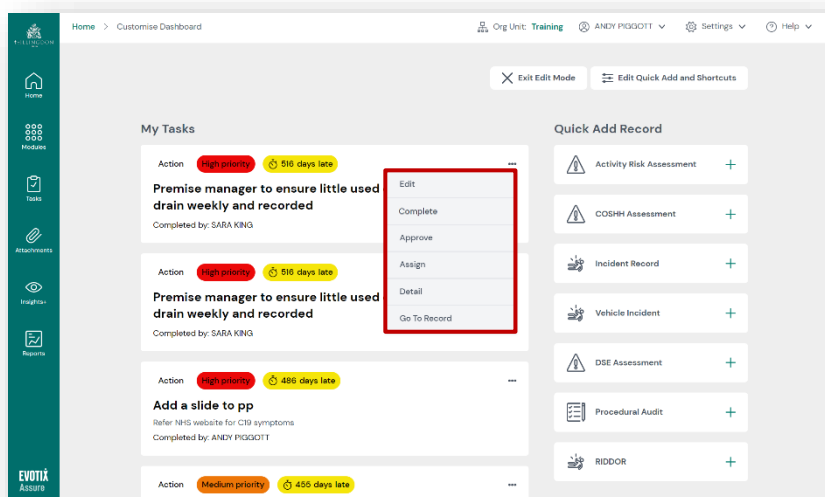 HILLINGDON
Home > Customise Dashboard
Org Unit: Training
ANDY PIGGOTT
Settings
Help
Home
Modules
Tasks
Attachments
Insights+
Reports
EVOTIX
Assure
Exit Edit Mode
Edit Quick Add and Shortcuts
My Tasks
Action High priority 516 days late
Premise manager to ensure little used
drain weekly and recorded
Completed by: SARA KING
Edit
Complete
Approve
Assign
Detail
Go To Record
Action High priority 516 days late
Premise manager to ensure little used
drain weekly and recorded
Completed by: SARA KING
Action High priority 486 days late
Add a slide to pp
Refer NHS website for C19 symptoms
Completed by: ANDY PIGGOTT
Action Medium priority 455 days late
Quick Add Record
Activity Risk Assessment
COSHH Assessment
Incident Record
Vehicle Incident
DSE Assessment
Procedural Audit
RIDDOR